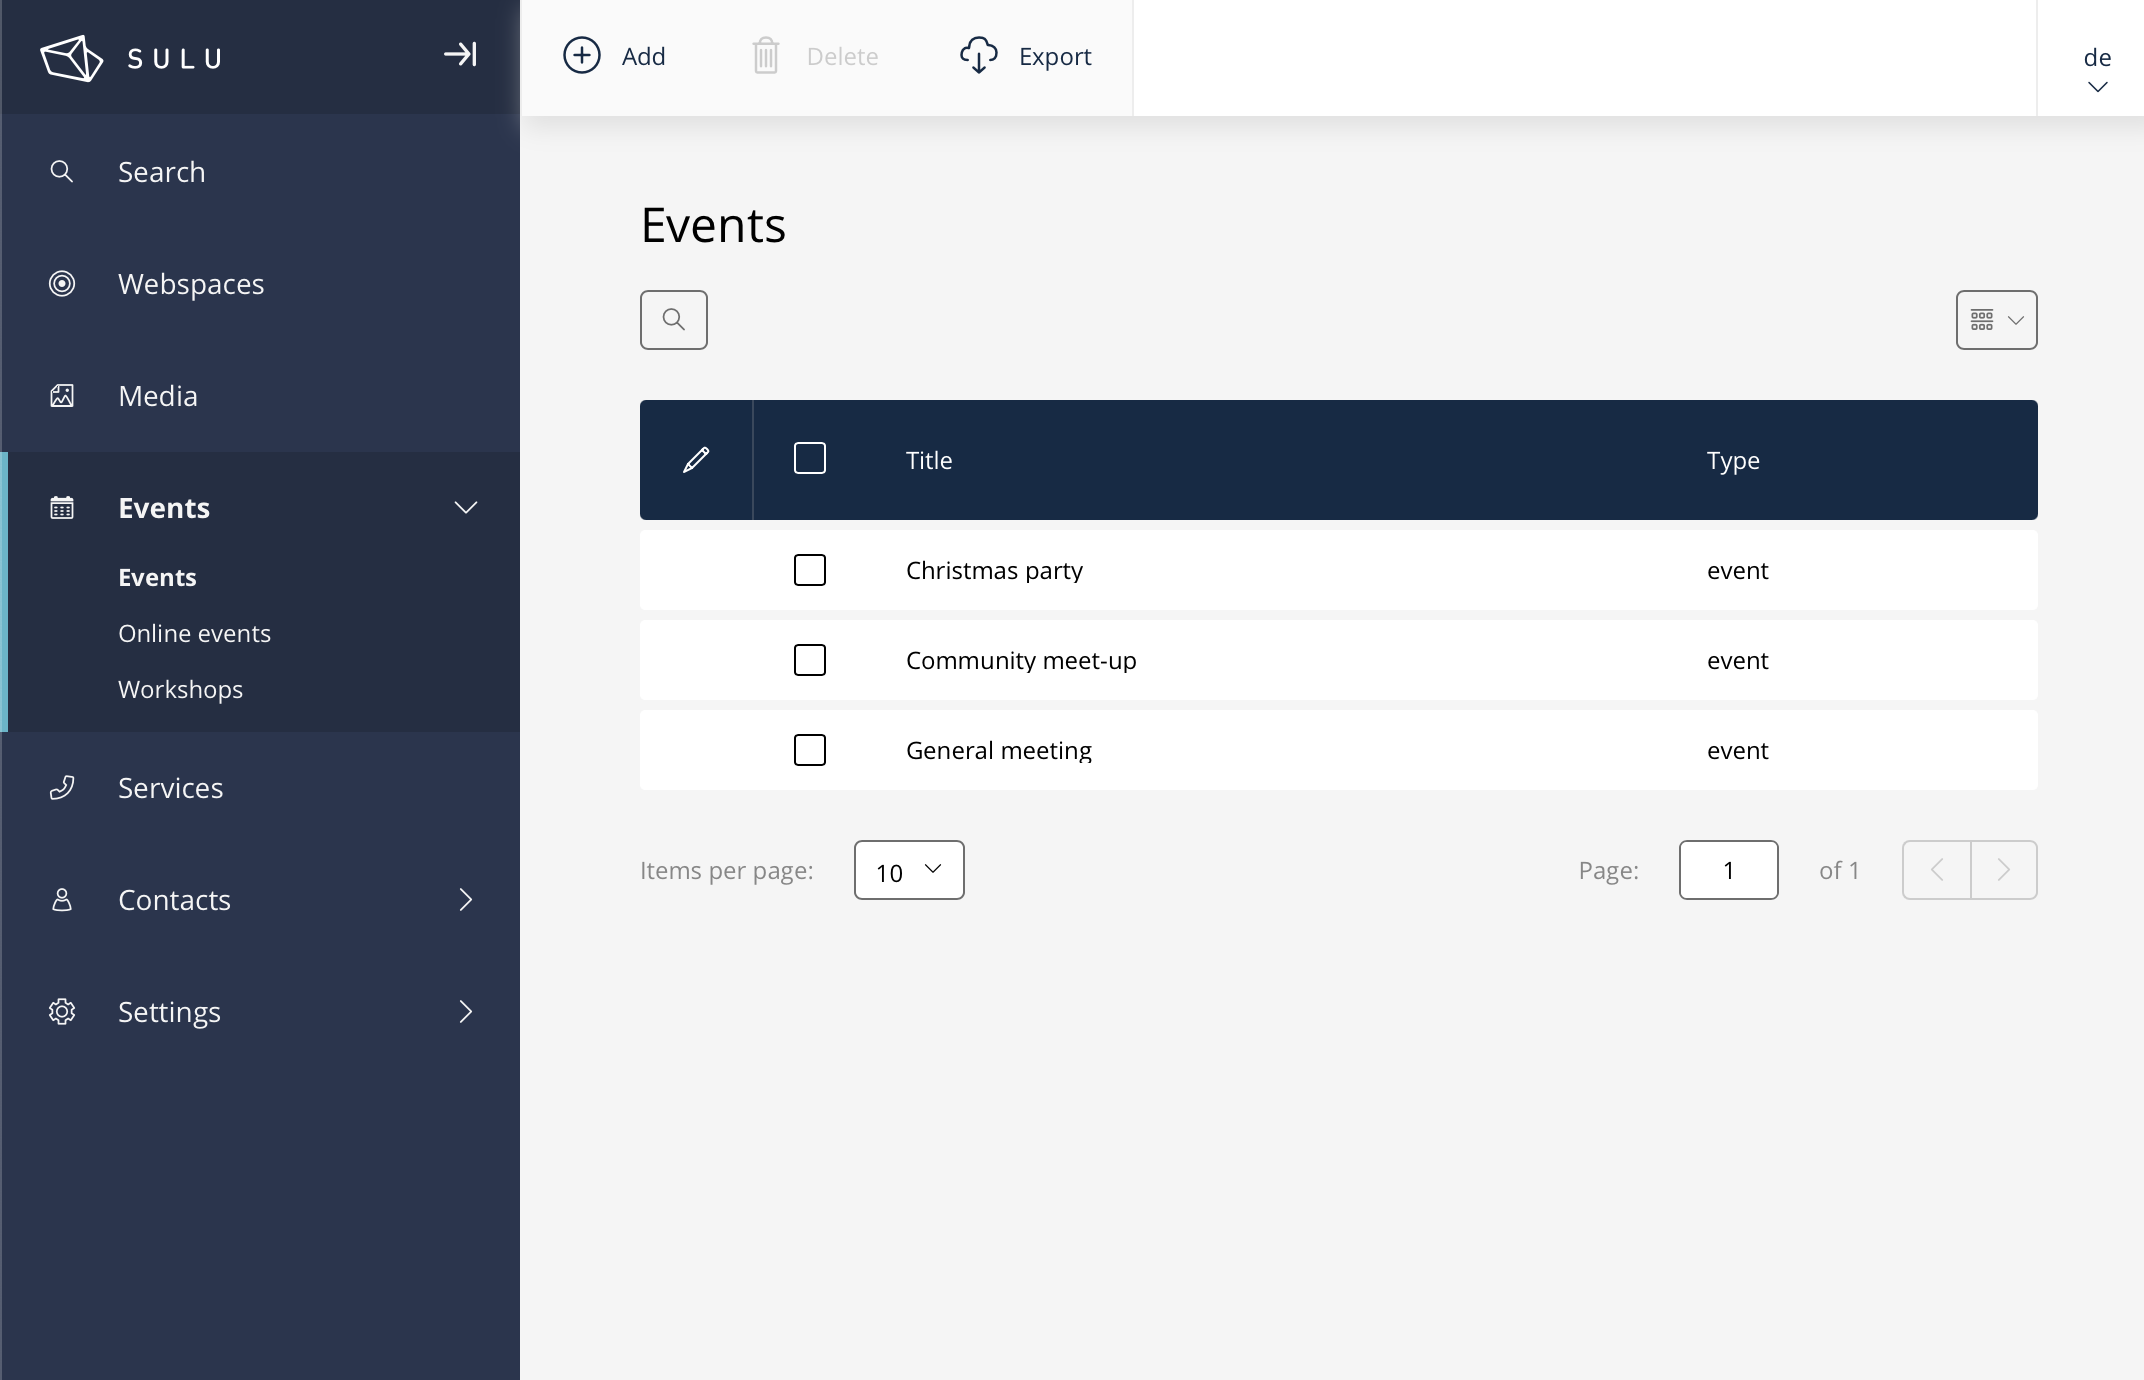 SULU
Add
Delete
Export
de
Search
Webspaces
Media
Events
Events
Online events
Workshops
Services
Contacts
Settings
Events
Title
Type
Christmas party
event
Community meet-up
event
General meeting
event
Items per page:
10
Page:
1
of 1